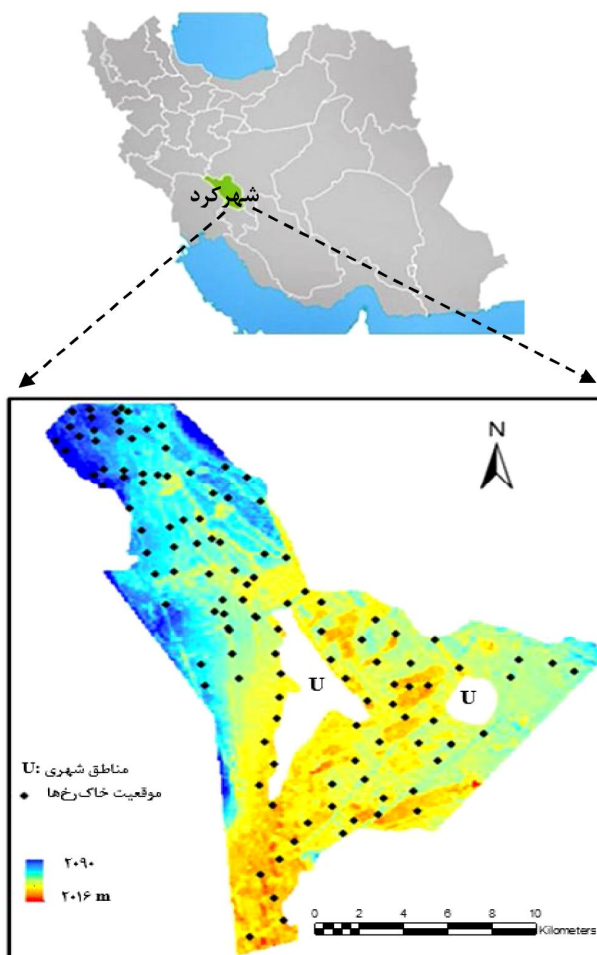 شهرکرد
N
U
U
U: مناطق شهری
موقعیت خاک‌رخ‌ها
۲۰۹۰
۲۰۱۶ m
0 2 4 6 8 10
Kilometers